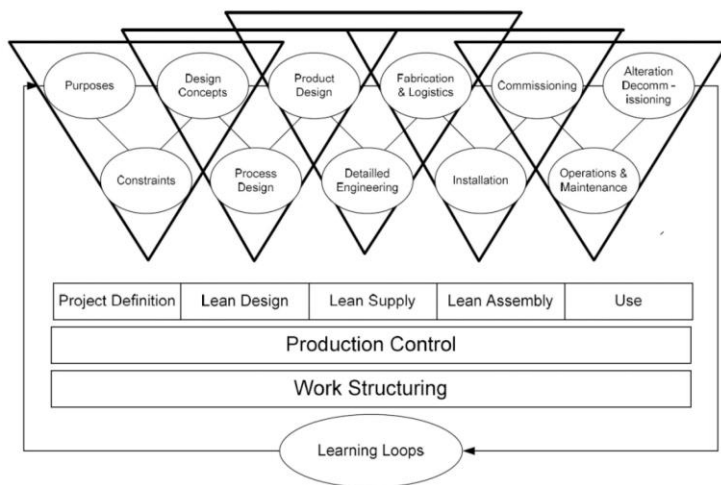 Purposes
Design
Concepts
Product
Design
Fabrication
& Logistics
Commissioning
Alteration
Decomm -
issioning
Constraints
Process
Design
Detailled
Engineering
Installation
Operations &
Maintenance
Project Definition
Lean Design
Lean Supply
Lean Assembly
Use
Production Control
Work Structuring
Learning Loops